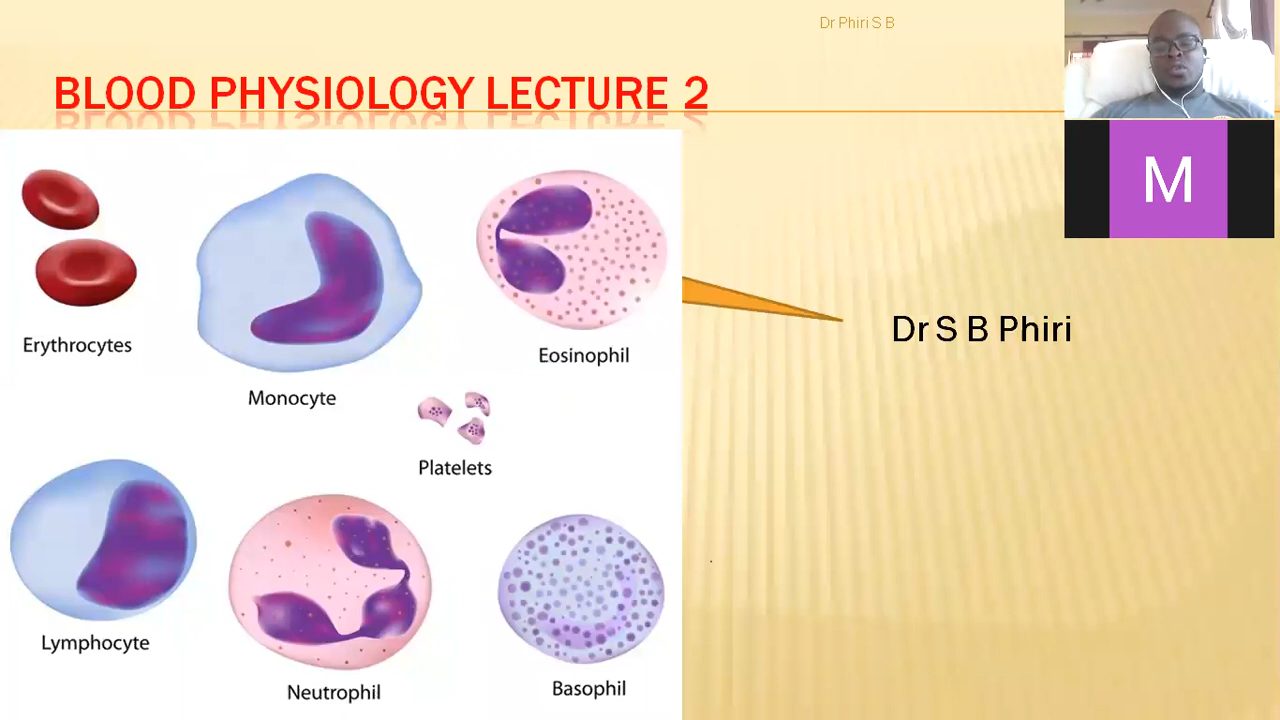 Dr Phiri S B
BLOOD PHYSIOLOGY LECTURE 2
M
Dr S B Phiri
Erythrocytes
Monocyte
Eosinophil
Platelets
Lymphocyte
Neutrophil
Basophil